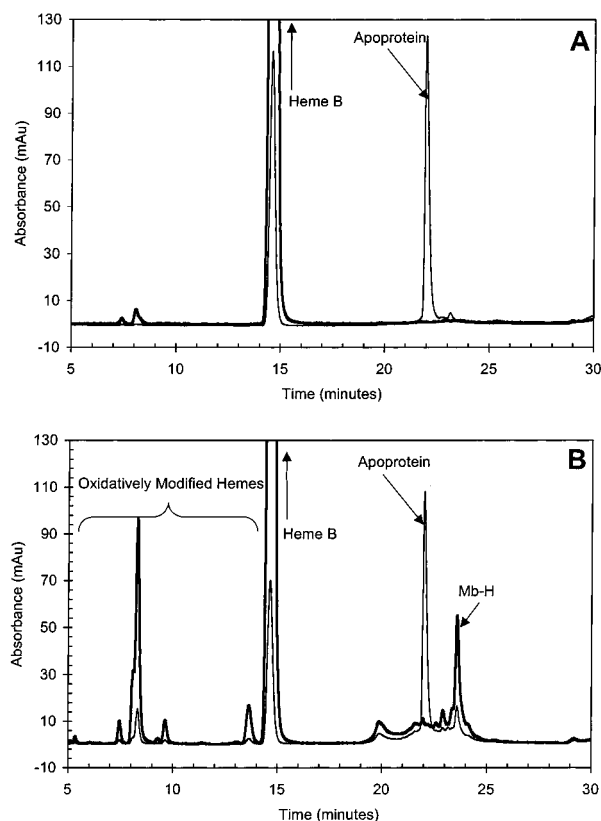 A
Absorbance (mAu)
130
110
90
70
50
30
10
-10
Apoprotein
Heme B
5
10
15
20
25
30
Time (minutes)
B
Absorbance (mAu)
130
110
90
70
50
30
10
-10
Oxidatively Modified Hemes
Apoprotein
Heme B
Mb-H
5
10
15
20
25
30
Time (minutes)